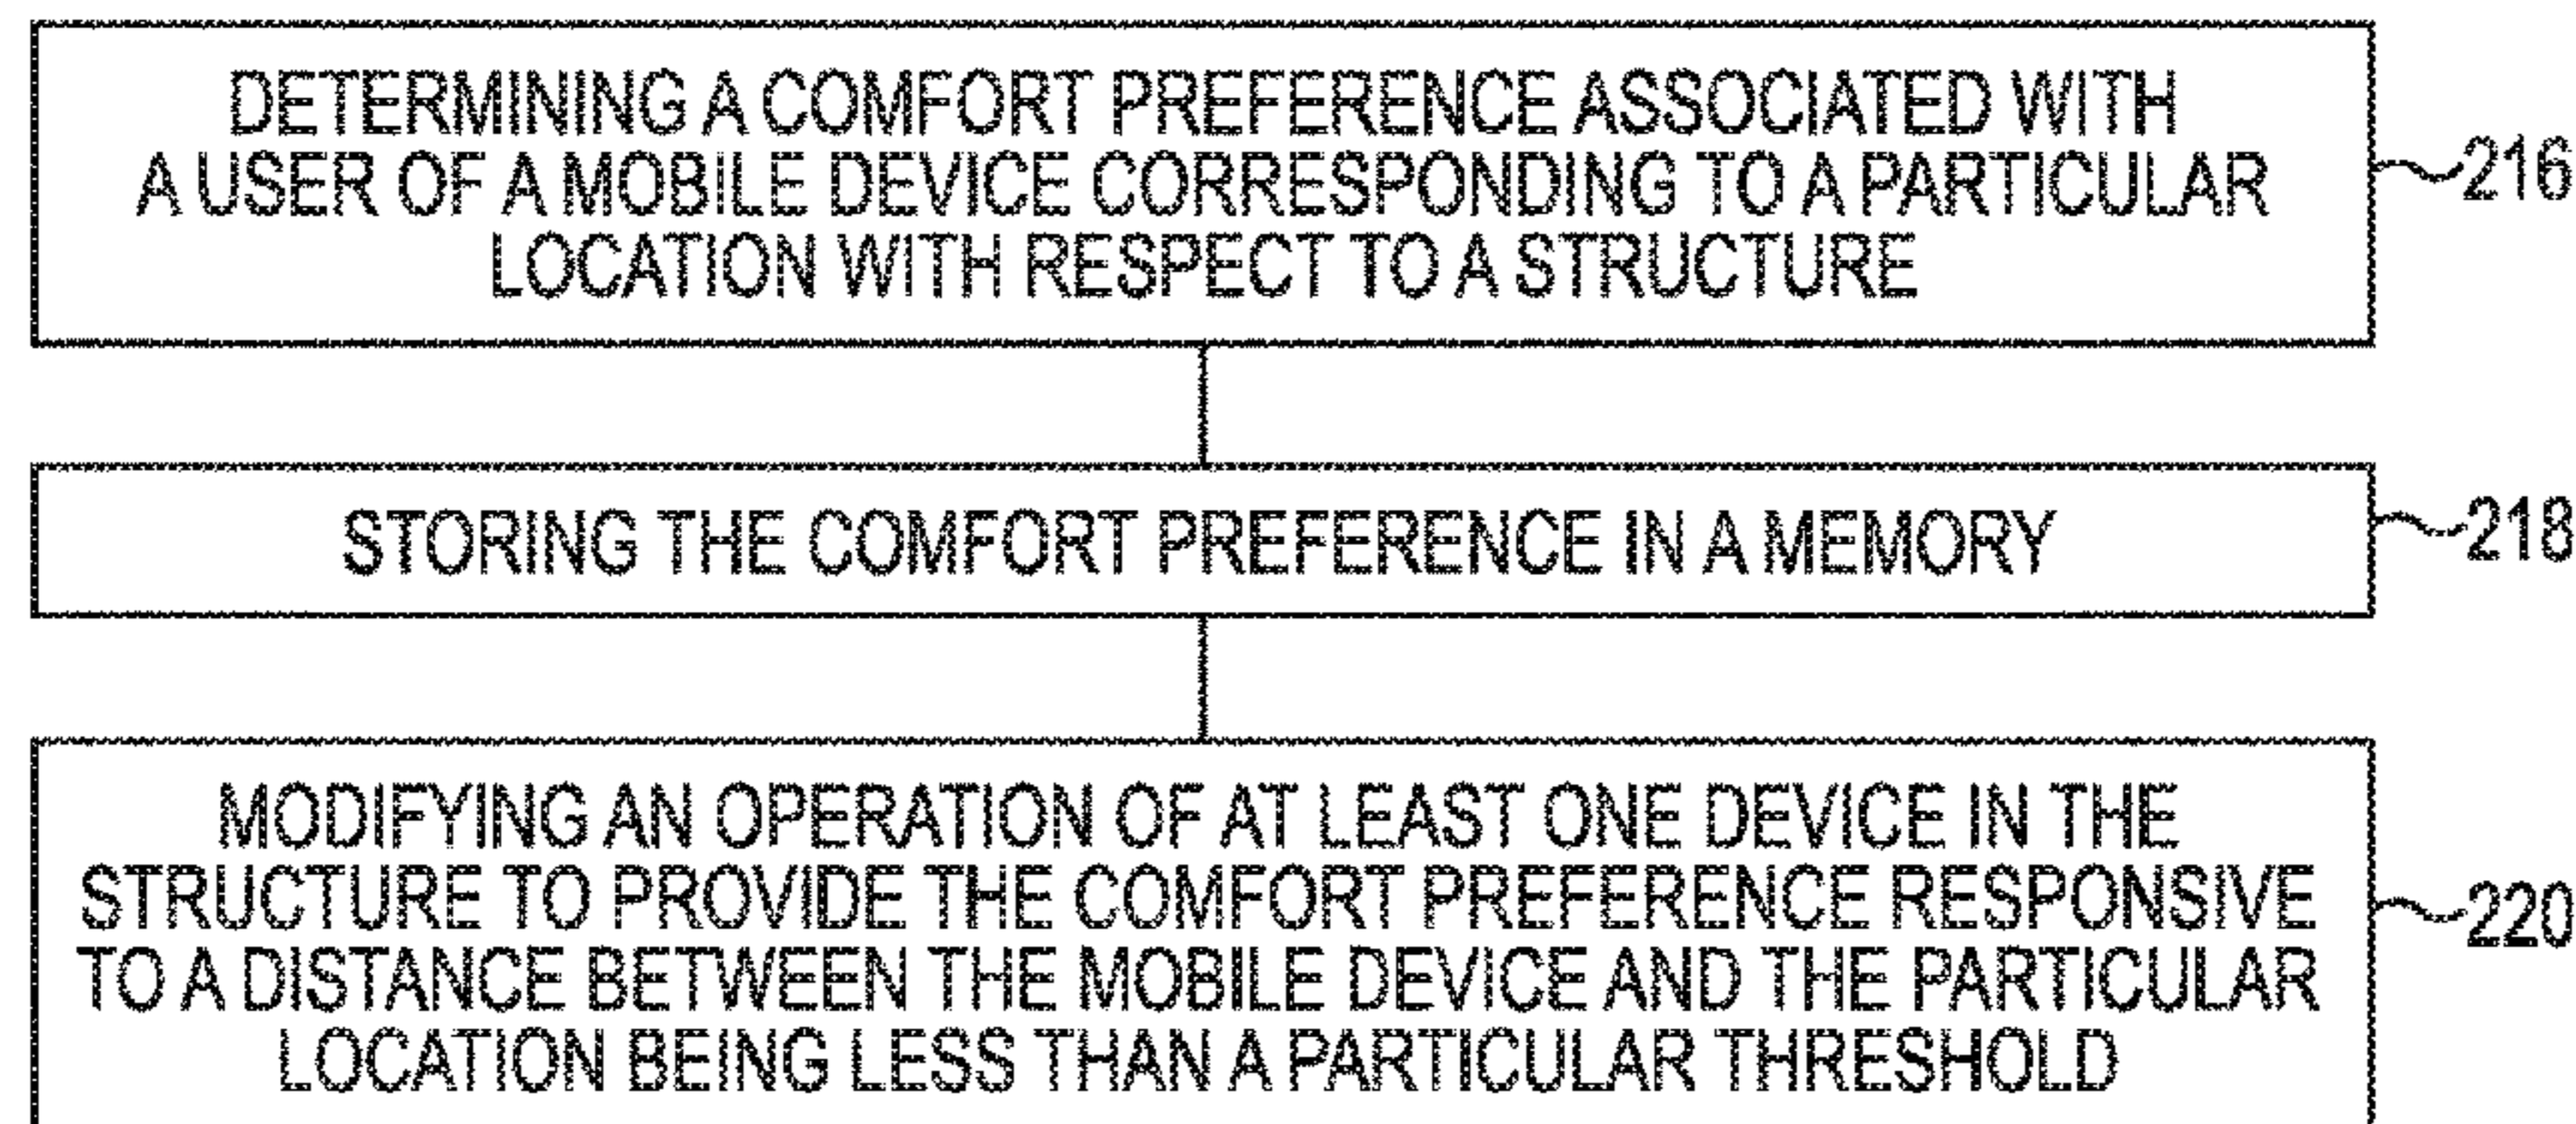 DETERMINING A COMFORT PREFERENCE ASSOCIATED WITH
A USER OF A MOBILE DEVICE CORRESPONDING TO A PARTICULAR
LOCATION WITH RESPECT TO A STRUCTURE
216
STORING THE COMFORT PREFERENCE IN A MEMORY
218
MODIFYING AN OPERATION OF AT LEAST ONE DEVICE IN THE
STRUCTURE TO PROVIDE THE COMFORT PREFERENCE RESPONSIVE
TO A DISTANCE BETWEEN THE MOBILE DEVICE AND THE PARTICULAR
LOCATION BEING LESS THAN A PARTICULAR THRESHOLD
220